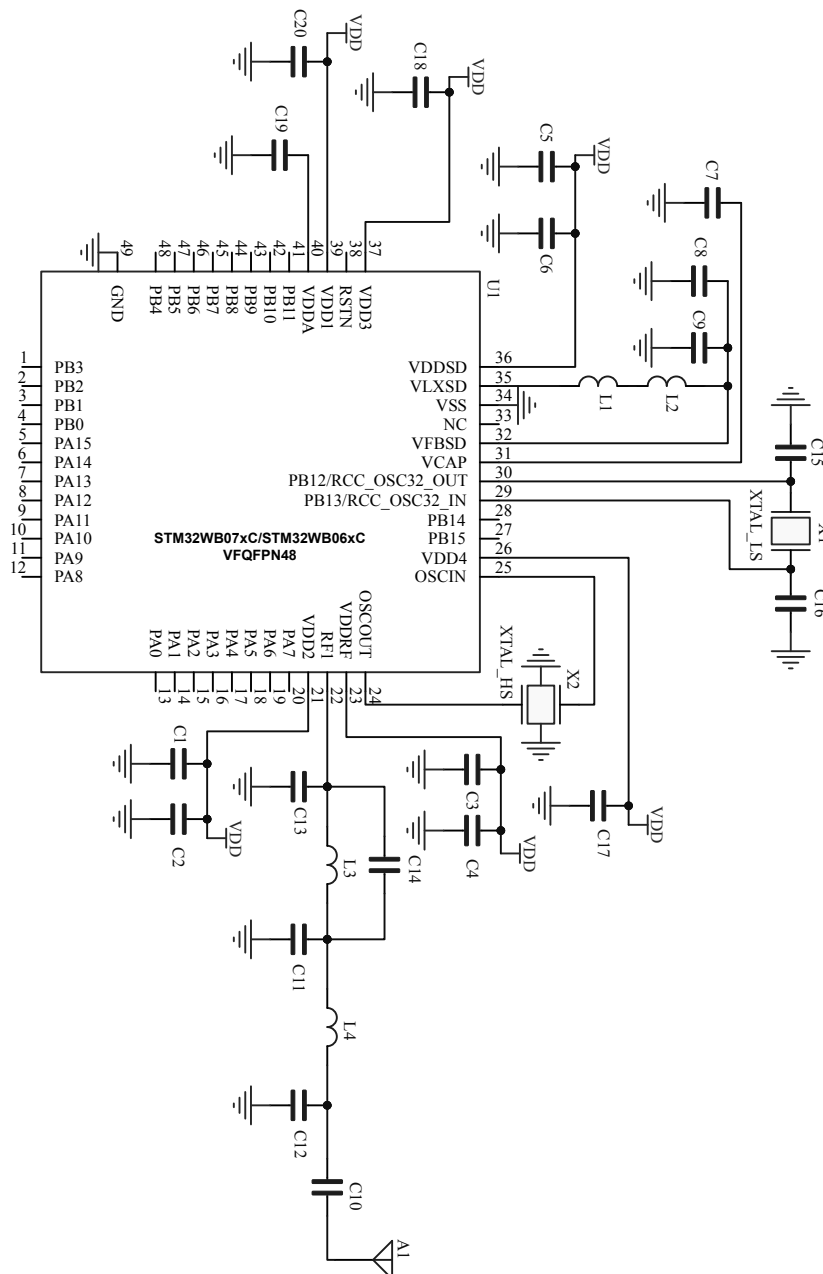 C20
VDD
C18
VDD
C19
C5
VDD
C6
C7
C8
C9
49
48
47
46
45
44
43
42
41
40
39
38
37
GND
PB4
PB5
PB6
PB7
PB8
PB9
PB10
PB11
VDDA
VDD1
RSTN
VDD3
U1
1 PB3
2 PB2
3 PB1
4 PB0
5 PA15
6 PA14
7 PA13
8 PA12
9 PA11
10 PA10
11 PA9
12 PA8
VDDSD 36
VLXSD 35
VSS 34
NC 33
VFBSD 32
VCAP 31
PB12/RCC_OSC32_OUT 30
PB13/RCC_OSC32_IN 29
PB14 28
PB15 27
VDD4 26
OSCIN 25
STM32WB07xC/STM32WB06xC
VFQFPN48
L1
L2
C15
X1
XTAL_LS
C16
PA0
PA1
PA2
PA3
PA4
PA5
PA6
PA7
VDD2
RF1
VDDRF
OSCOUT
13
14
15
16
17
18
19
20
21
22
23
24
XTAL_HS
X2
C1
C2
VDD
C13
L3
C14
C3
C4
VDD
C17
VDD
C11
L4
C12
C10
A1